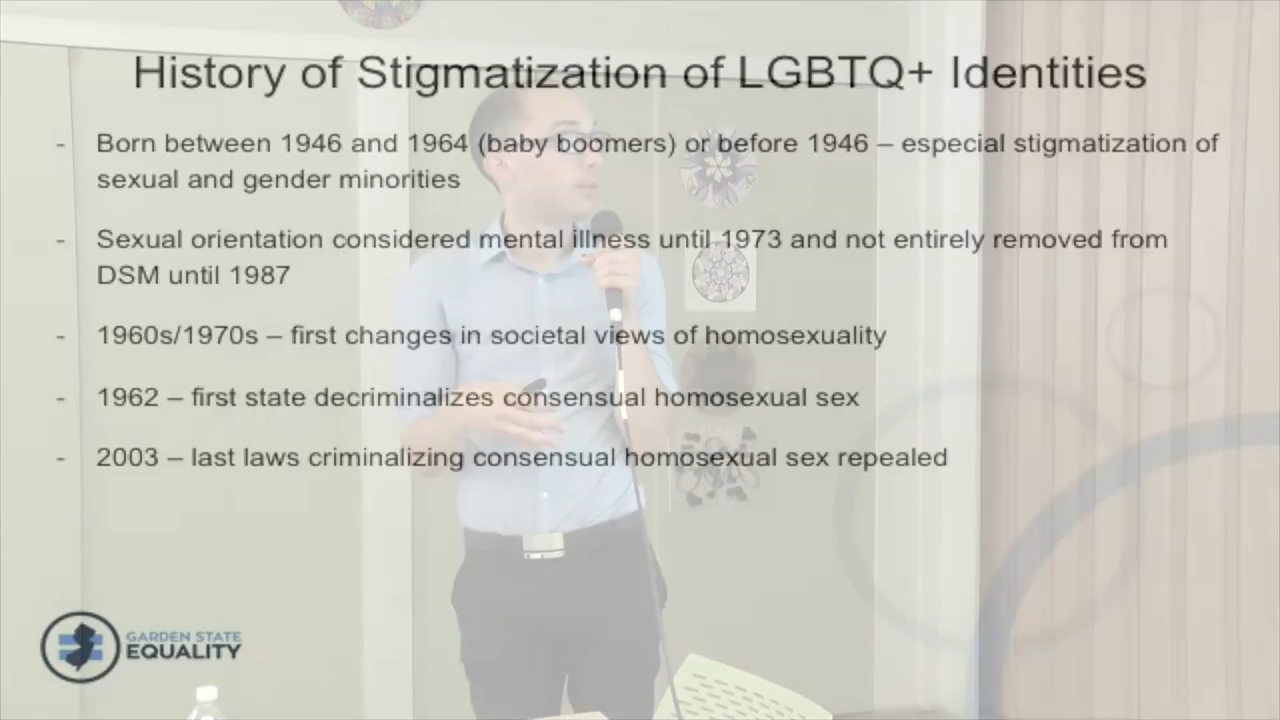 History of Stigmatization of LGBTQ+ Identities
- Born between 1946 and 1964 (baby boomers) or before 1946 – especial stigmatization of
sexual and gender minorities
- Sexual orientation considered mental illness until 1973 and not entirely removed from
DSM until 1987
- 1960s/1970s – first changes in societal views of homosexuality
- 1962 – first state decriminalizes consensual homosexual sex
- 2003 – last laws criminalizing consensual homosexual sex repealed
GARDEN STATE
EQUALITY